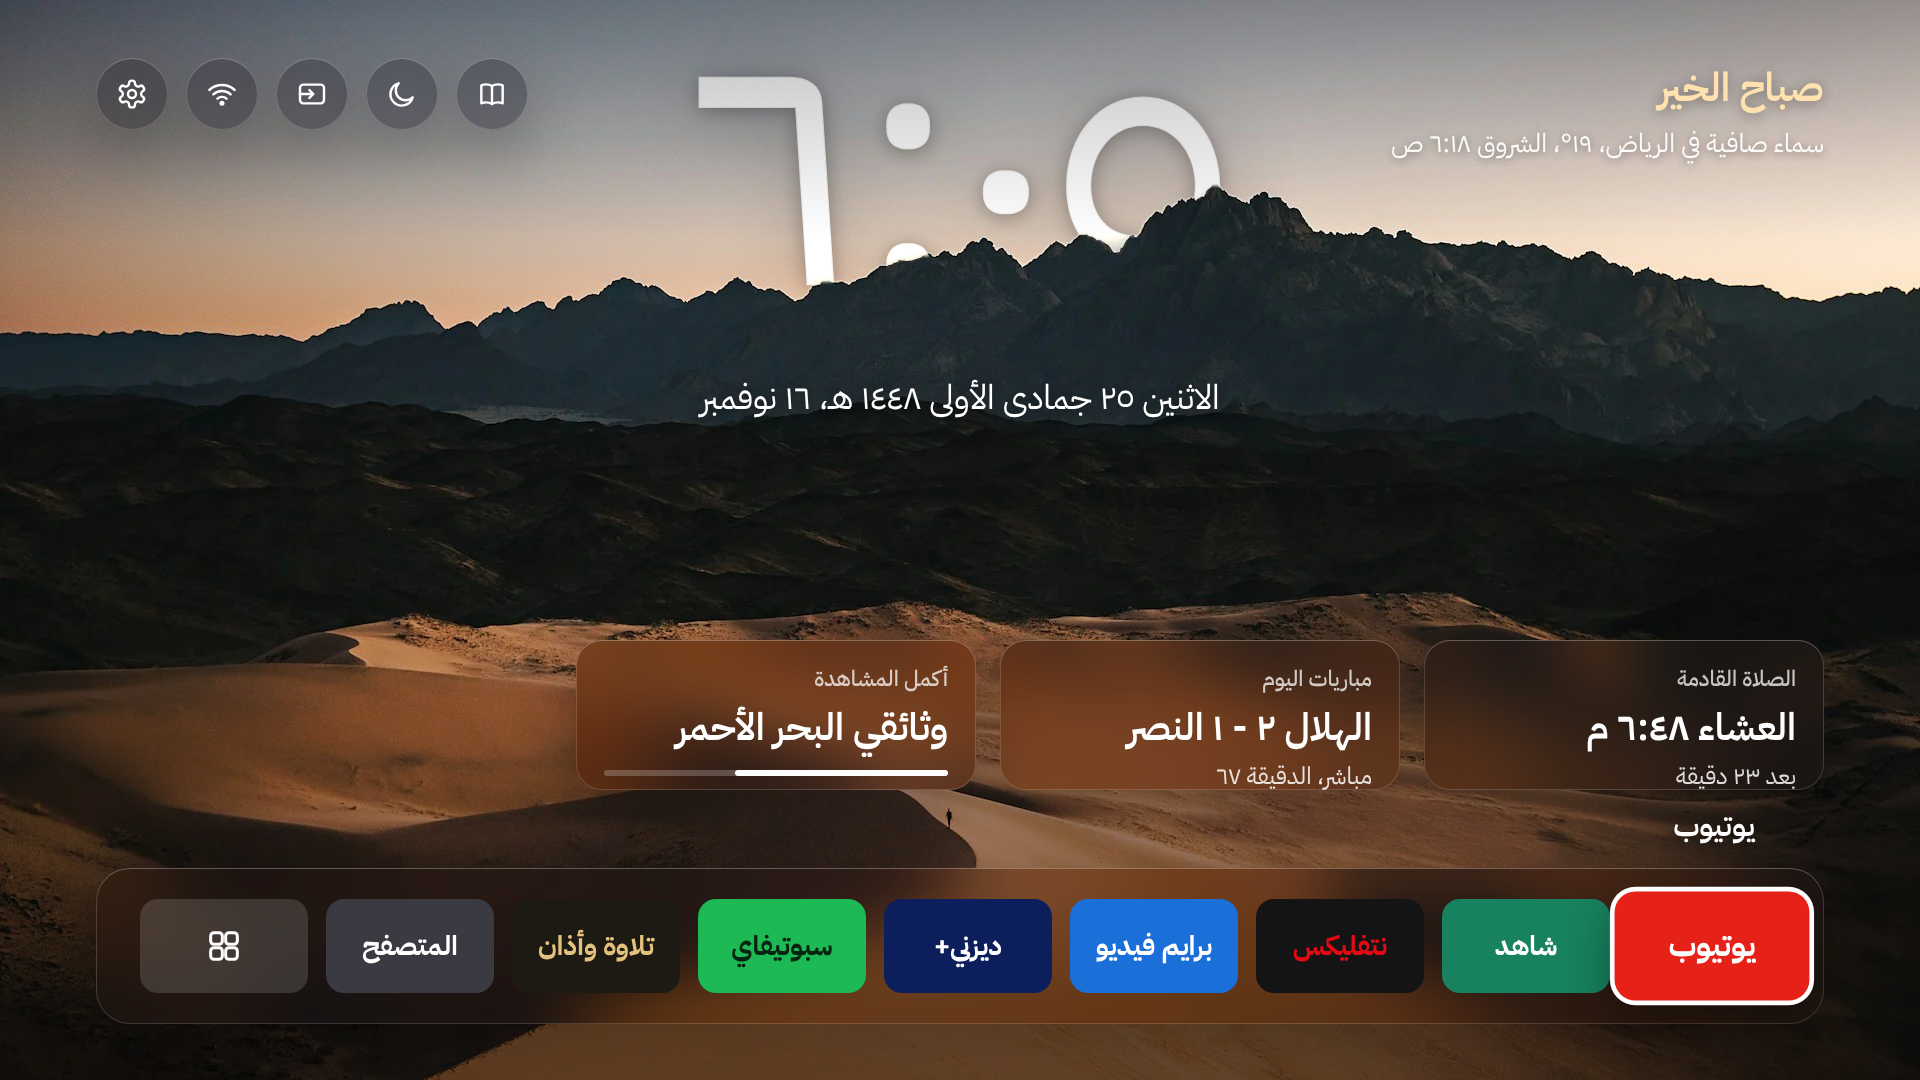 صباح الخير
سماء صافية في الرياض، ١٩°، الشروق ٦:١٨ ص
٦:٠٥
الاثنين ٢٥ جمادى الأولى ١٤٤٨ هـ، ١٦ نوفمبر
الصلاة القادمة
العشاء ٦:٤٨ م
بعد ٢٣ دقيقة
مباريات اليوم
الهلال ٢ - ١ النصر
مباشر، الدقيقة ٦٧
أكمل المشاهدة
وثائقي البحر الأحمر
يوتيوب
يوتيوب
شاهد
نتفليكس
برايم فيديو
ديزني+
سبوتيفاي
تلاوة وأذان
المتصفح